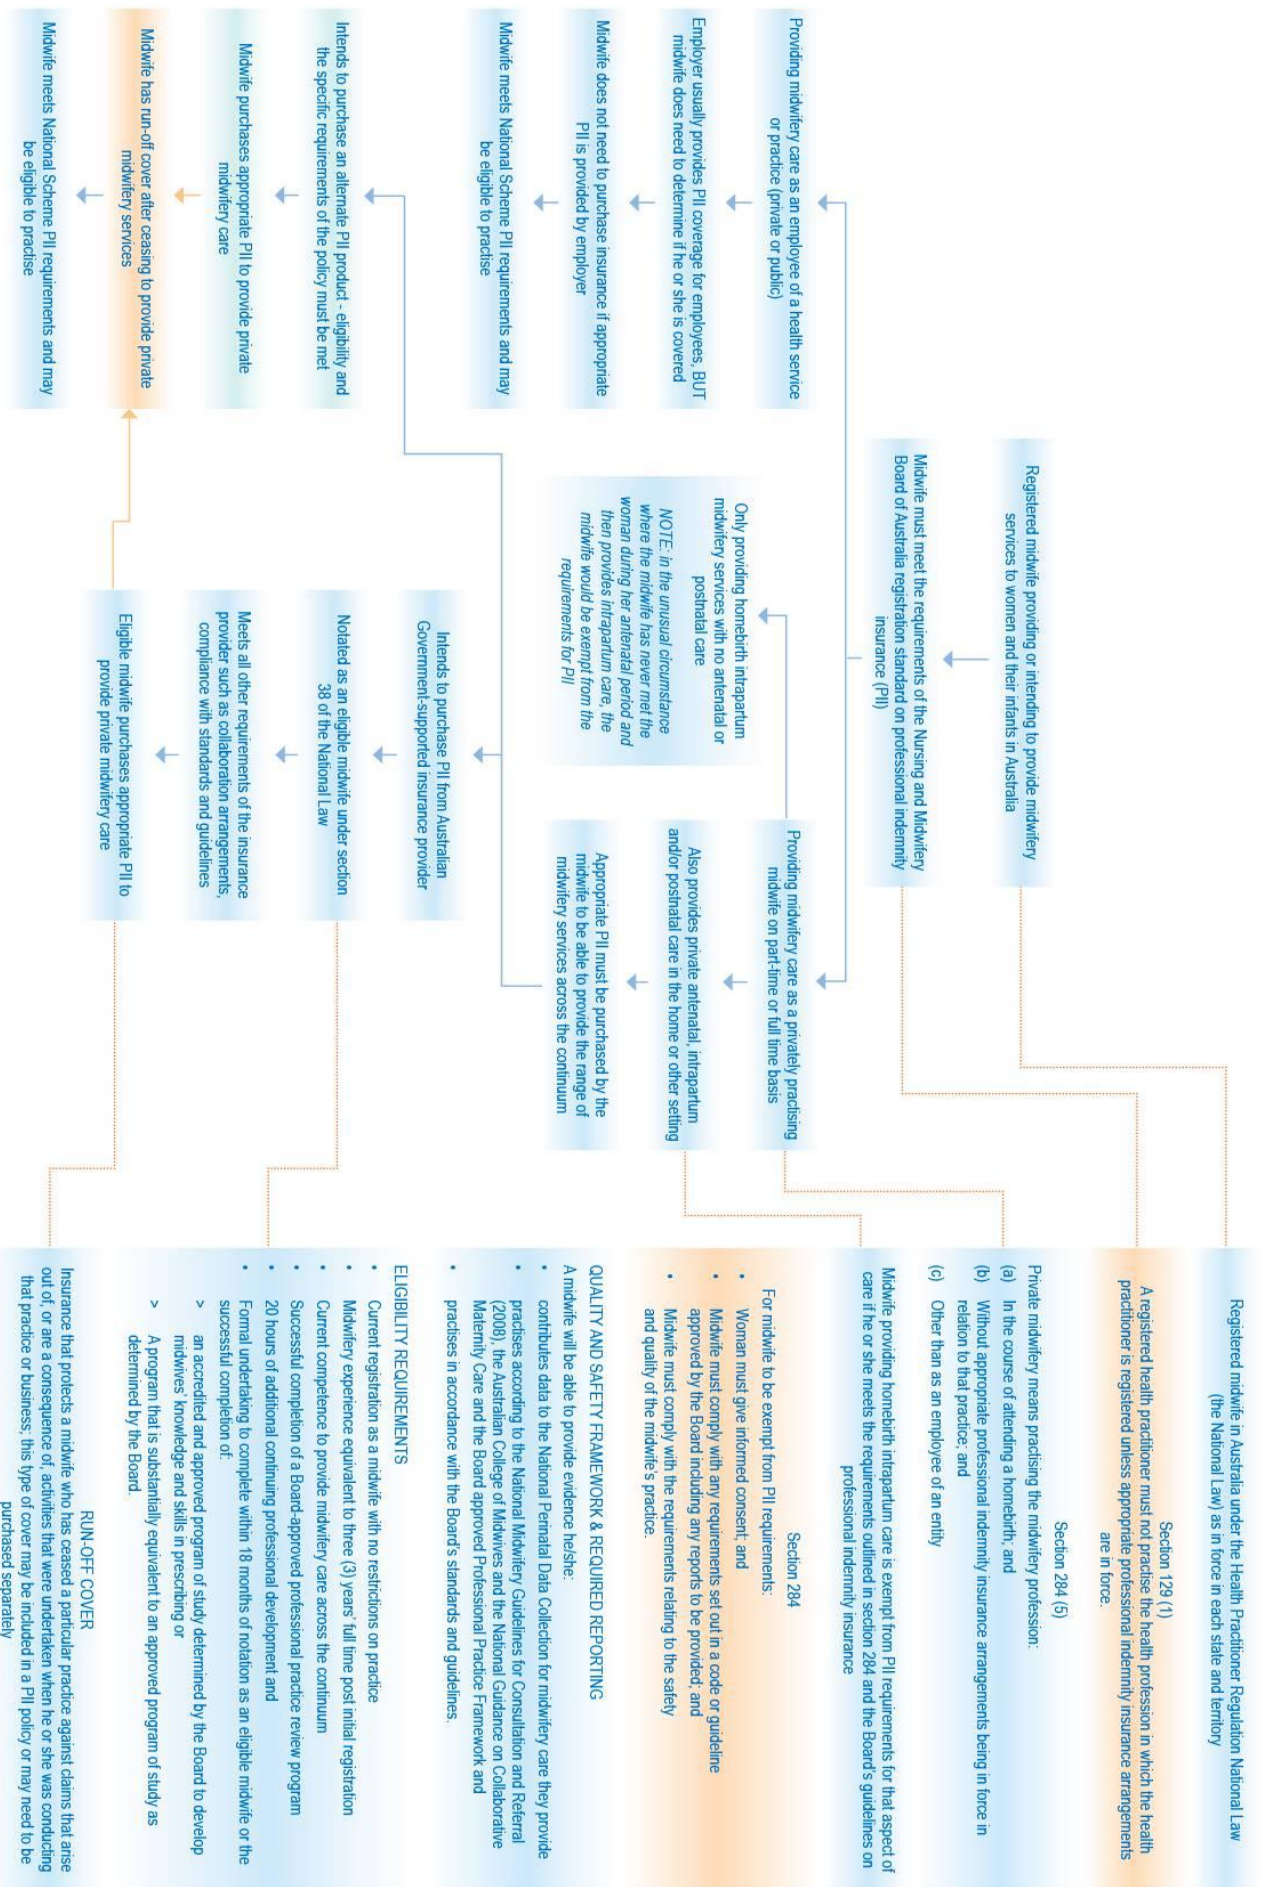 Registered midwife providing or intending to provide midwifery
services to women and their infants in Australia
Midwife must meet the requirements of the Nursing and Midwifery
Board of Australia registration standard on professional indemnity
insurance (PII)
Providing midwifery care as an employee of a health service
or practice (private or public)
Employer usually provides PII coverage for employees, BUT
midwife does need to determine if he or she is covered
Midwife does not need to purchase insurance if appropriate
PII is provided by employer
Midwife meets National Scheme PII requirements and may
be eligible to practise
Only providing homebirth intrapartum
midwifery services with no antenatal or
postnatal care
NOTE: in the unusual circumstance
where the midwife has never met the
woman during her antenatal period and
then provides intrapartum care, the
midwife would be exempt from the
requirements for PII
Providing midwifery care as a privately practising
midwife on part-time or full time basis
Also provides private antenatal, intrapartum
and/or postnatal care in the home or other setting
Appropriate PII must be purchased by the
midwife to be able to provide the range of
midwifery services across the continuum
Intends to purchase an alternate PII product - eligibility and
the specific requirements of the policy must be met
Midwife purchases appropriate PII to provide private
midwifery care
Midwife has run-off cover after ceasing to provide private
midwifery services
Midwife meets National Scheme PII requirements and may
be eligible to practise
Intends to purchase PII from Australian
Government-supported insurance provider
Notated as an eligible midwife under section
38 of the National Law
Meets all other requirements of the insurance
provider such as collaboration arrangements,
compliance with standards and guidelines
Eligible midwife purchases appropriate PII to
provide private midwifery care
Registered midwife in Australia under the Health Practitioner Regulation National Law
(the National Law) as in force in each state and territory
Section 129 (1)
A registered health practitioner must not practise the health profession in which the health
practitioner is registered unless appropriate professional indemnity insurance arrangements
are in force.
Section 284 (5)
Private midwifery means practising the midwifery profession:
(a) In the course of attending a homebirth; and
(b) Without appropriate professional indemnity insurance arrangements being in force in
relation to that practice; and
(c) Other than as an employee of an entity
Midwife providing homebirth intrapartum care is exempt from PII requirements for that aspect of
care if he or she meets the requirements outlined in section 284 and the Board's guidelines on
professional indemnity insurance
Section 284
For midwife to be exempt from PII requirements:
• Woman must give informed consent; and
• Midwife must comply with any requirements set out in a code or guideline
approved by the Board including any reports to be provided; and
• Midwife must comply with the requirements relating to the safety
and quality of the midwife's practice.
QUALITY AND SAFETY FRAMEWORK & REQUIRED REPORTING
A midwife will be able to provide evidence he/she:
• contributes data to the National Perinatal Data Collection for midwifery care they provide
• practises according to the National Midwifery Guidelines for Consultation and Referral
(2008), the Australian College of Midwives and the National Guidance on Collaborative
Maternity Care and the Board approved Professional Practice Framework and
• practises in accordance with the Board's standards and guidelines.
ELIGIBILITY REQUIREMENTS
• Current registration as a midwife with no restrictions on practice
• Midwifery experience equivalent to three (3) years' full time post initial registration
• Current competence to provide midwifery care across the continuum
• Successful completion of a Board-approved professional practice review program
• 20 hours of additional continuing professional development and
• Formal undertaking to complete within 18 months of notation as an eligible midwife or the
successful completion of:
> an accredited and approved program of study determined by the Board to develop
midwives' knowledge and skills in prescribing or
> A program that is substantially equivalent to an approved program of study as
determined by the Board.
RUN-OFF COVER
Insurance that protects a midwife who has ceased a particular practice against claims that arise
out of, or are a consequence of, activities that were undertaken when he or she was conducting
that practice or business; this type of cover may be included in a PII policy or may need to be
purchased separately